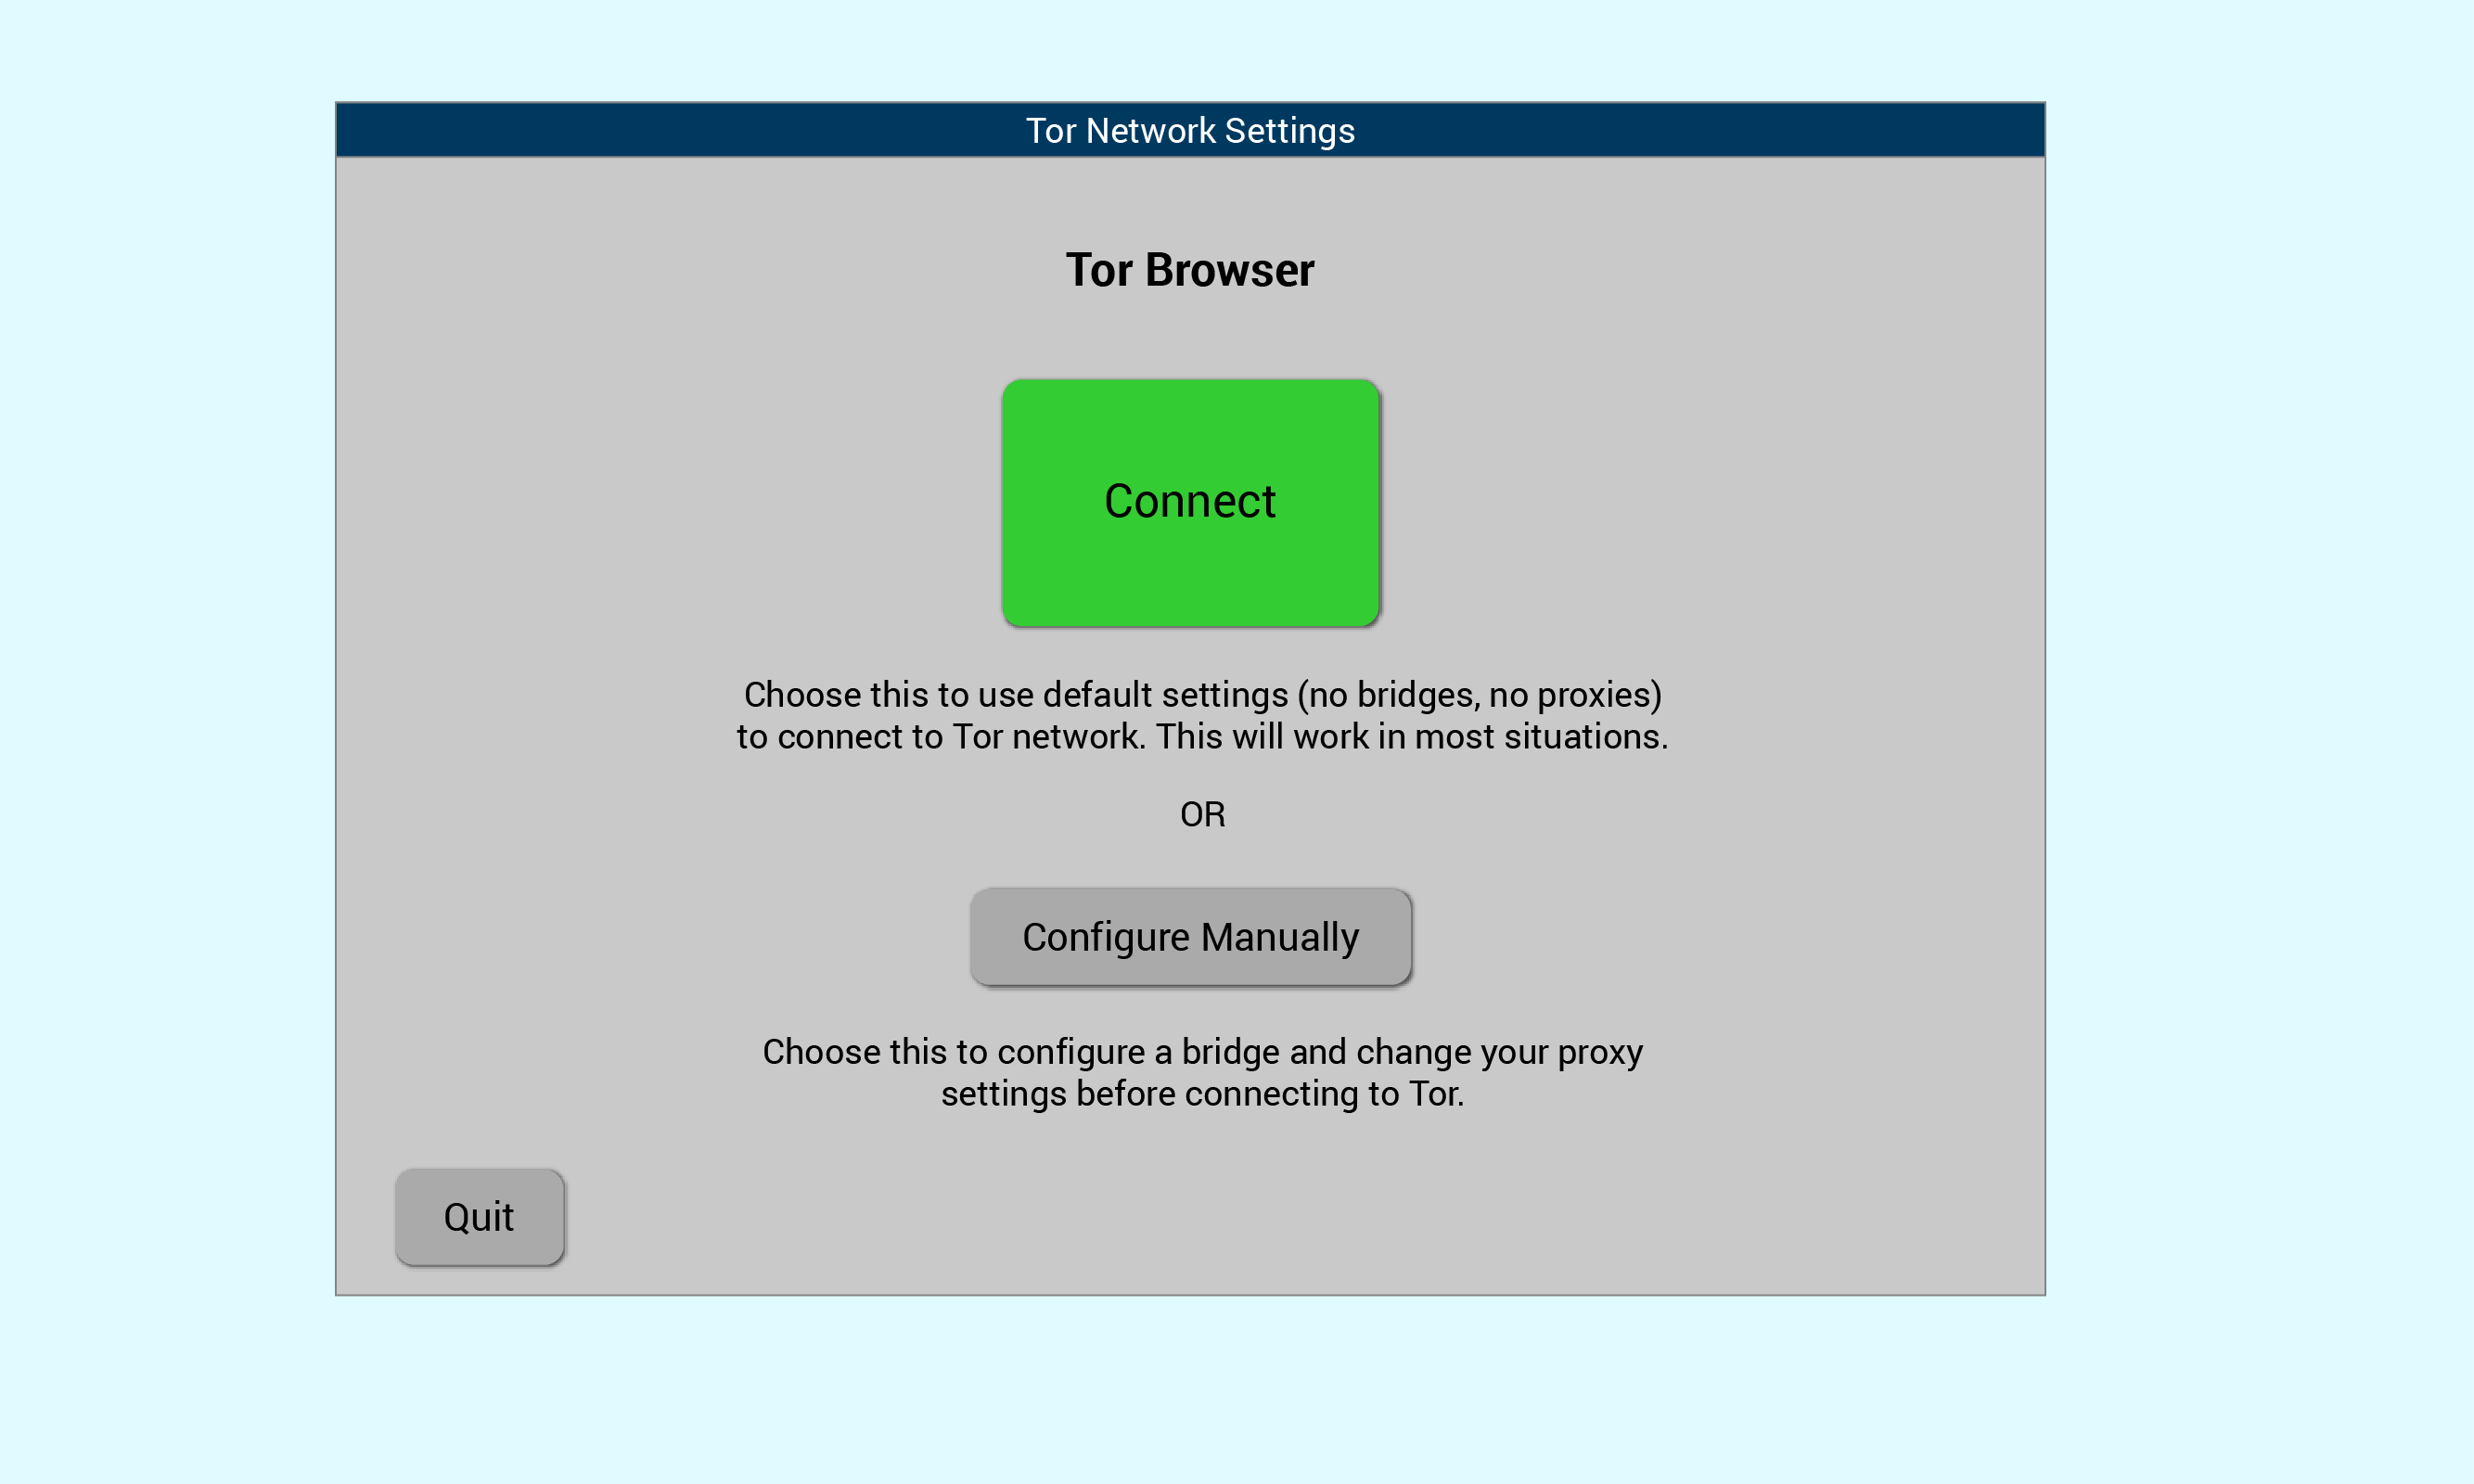 Tor Network Settings
Tor Browser
Connect
Choose this to use default settings (no bridges, no proxies)
to connect to Tor network. This will work in most situations.
OR
Configure Manually
Choose this to configure a bridge and change your proxy
settings before connecting to Tor.
Quit